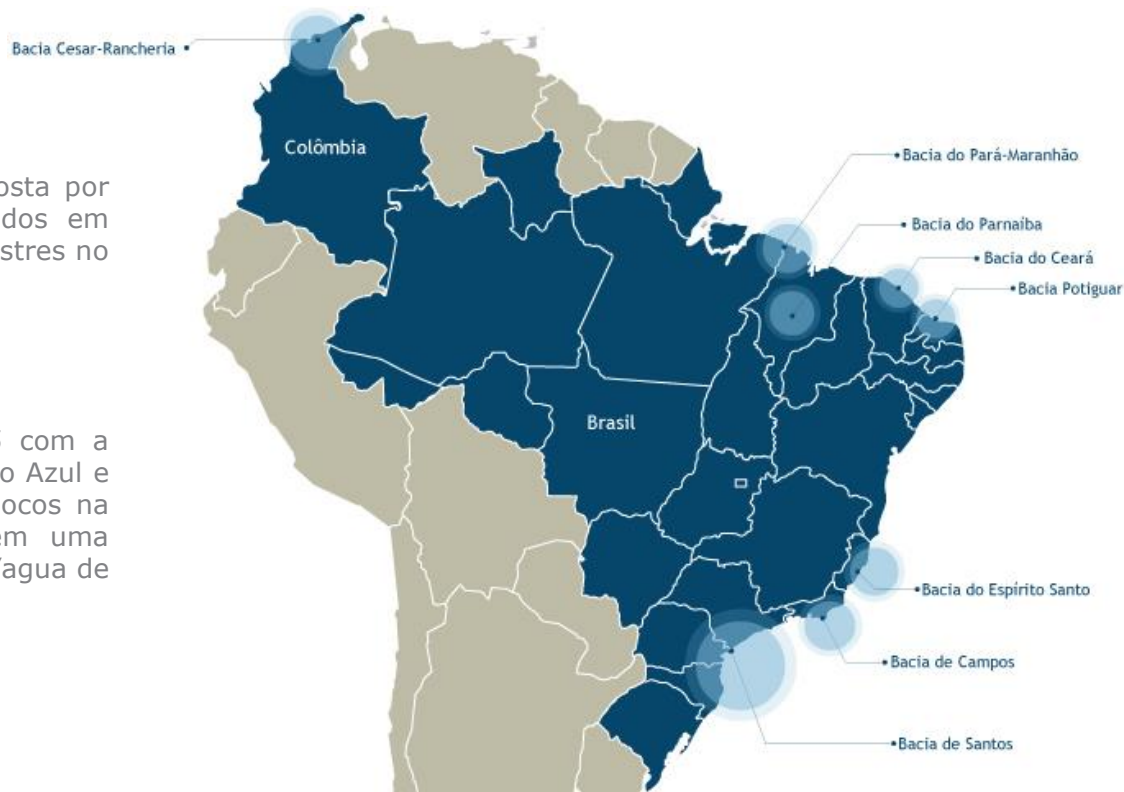 Bacia Cesar-Rancheria
Colômbia
Bacia do Pará-Maranhão
osta por
dos em
stres no
Bacia do Parnaíba
Bacia do Ceará
Bacia Potiguar
Brasil
com a
o Azul e
ocos na
em uma
agua de
Bacia do Espírito Santo
Bacia de Campos
Bacia de Santos